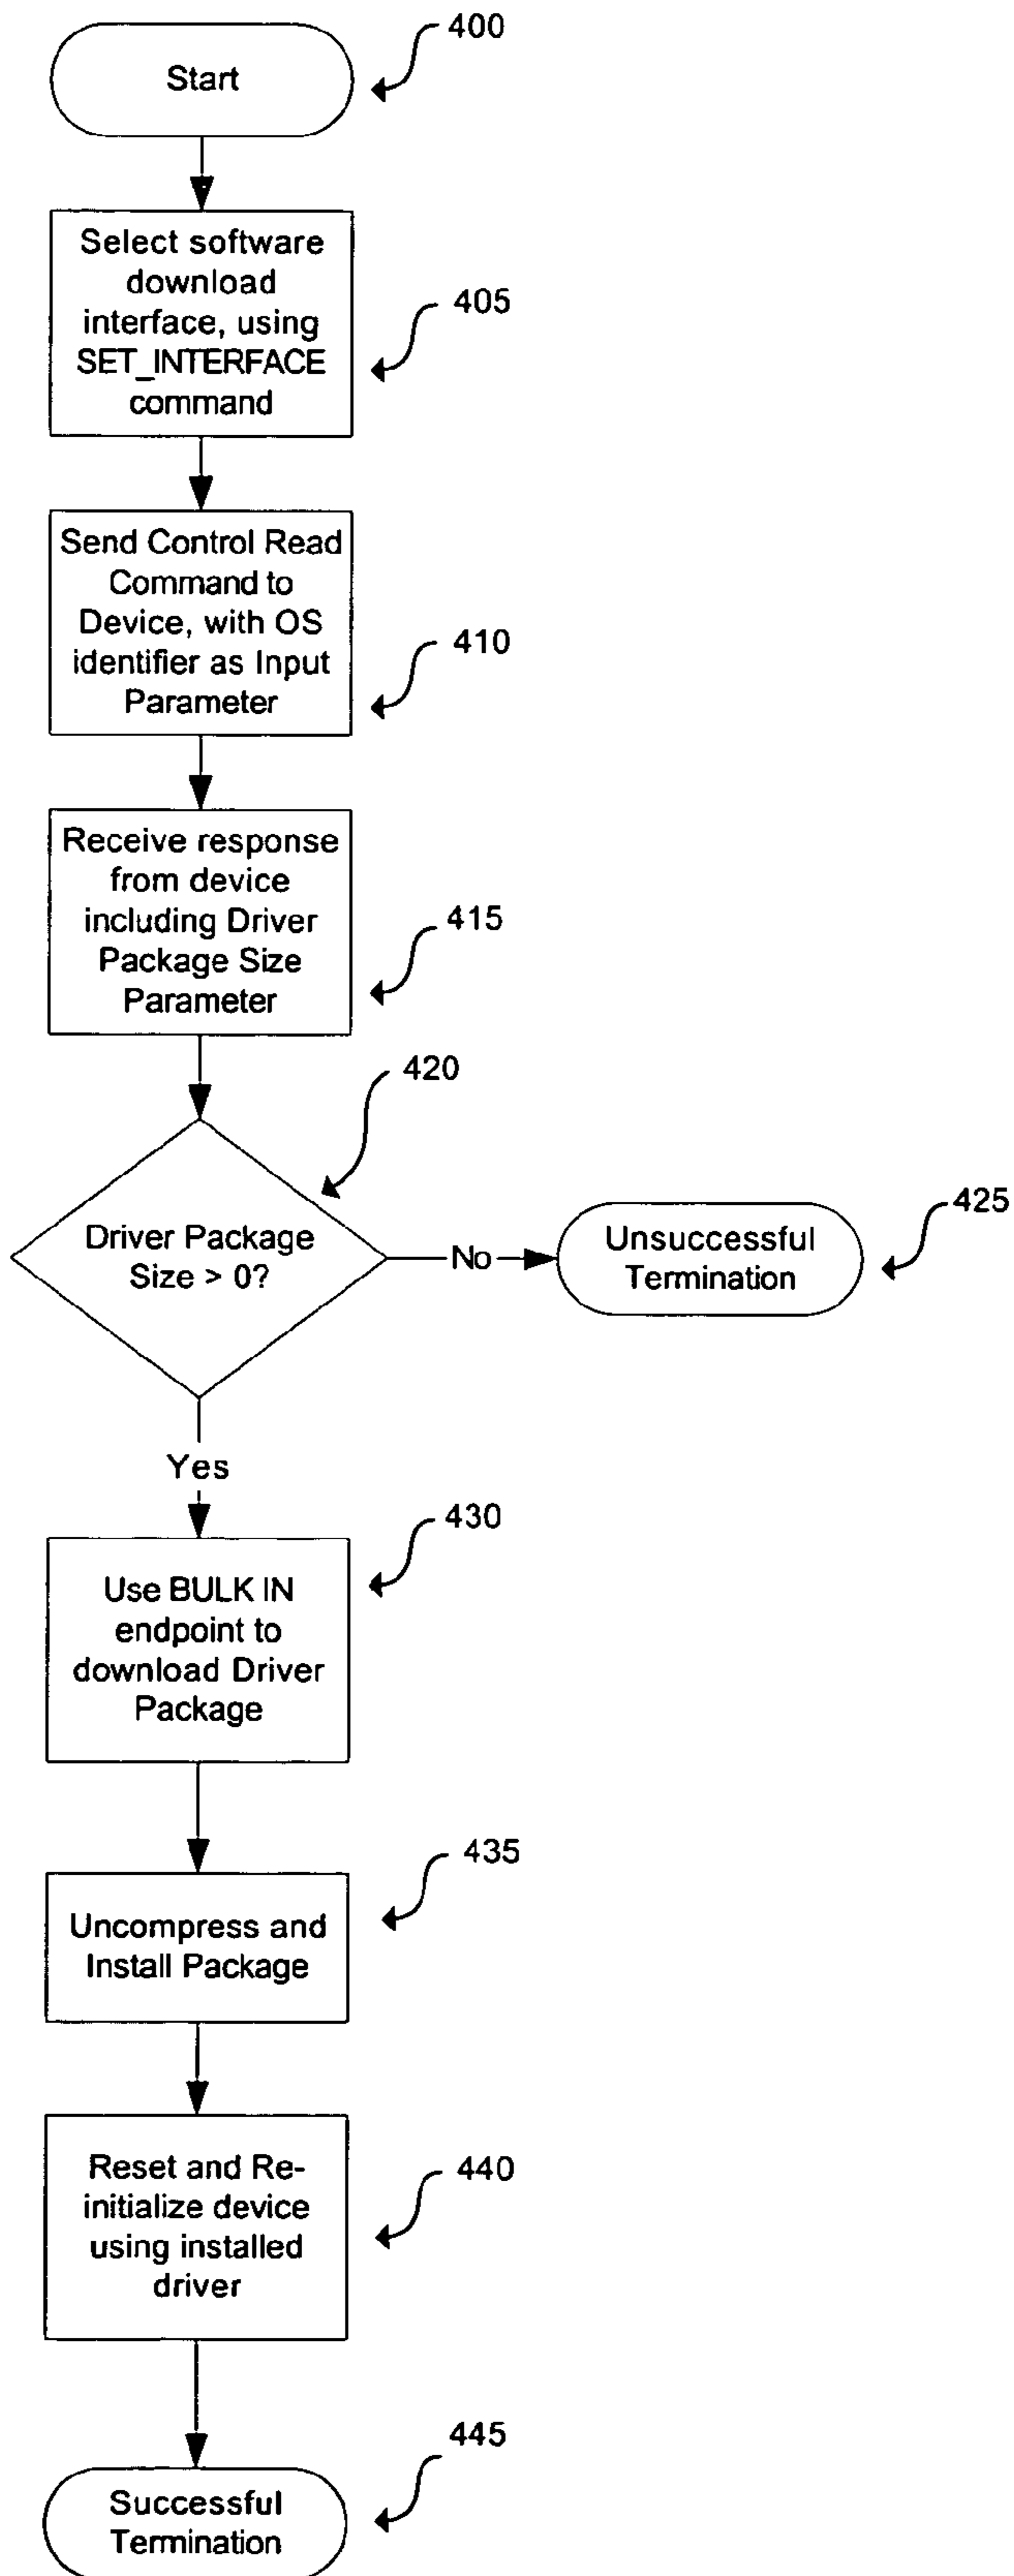 400
Start
Select software
download
interface, using
SET_INTERFACE
command
405
Send Control Read
Command to
Device, with OS
identifier as Input
Parameter
410
Receive response
from device
including Driver
Package Size
Parameter
415
420
Driver Package
Size > 0?
No
Unsuccessful
Termination
425
Yes
430
Use BULK IN
endpoint to
download Driver
Package
435
Uncompress and
Install Package
Reset and Re-
initialize device
using installed
driver
440
445
Successful
Termination